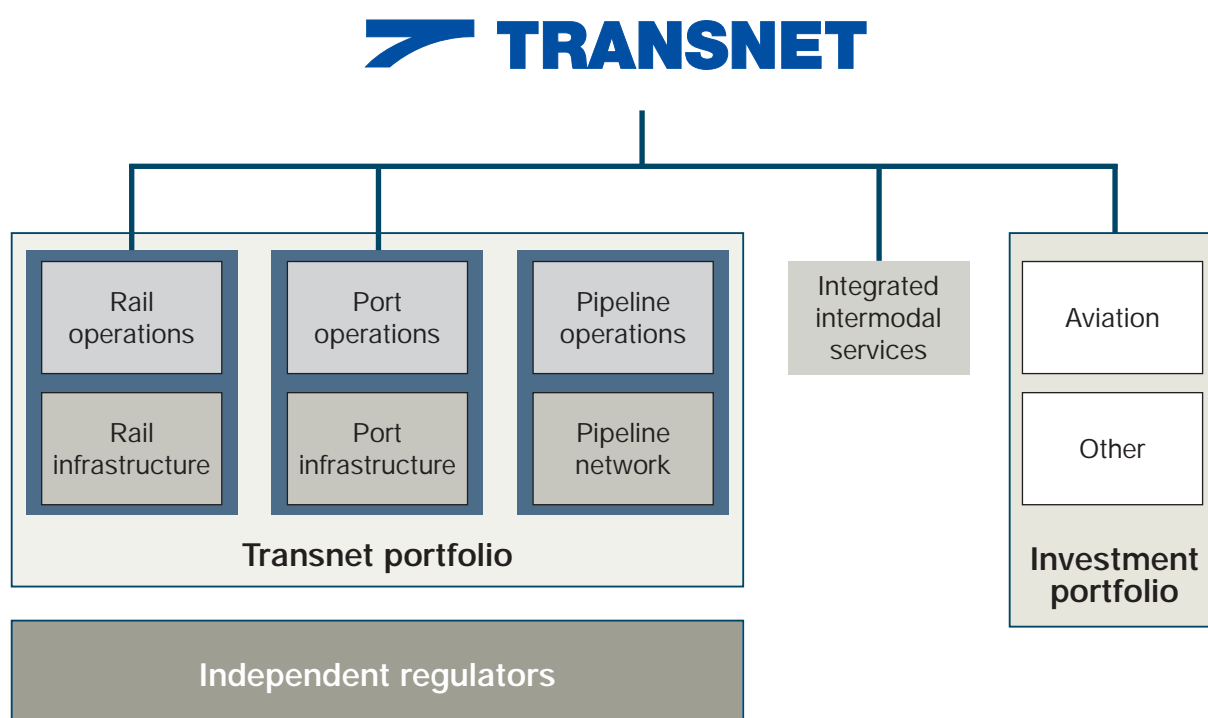 TRANSNET
Rail
operations
Port
operations
Pipeline
operations
Integrated
intermodal
services
Aviation
Rail
infrastructure
Port
infrastructure
Pipeline
network
Other
Transnet portfolio
Investment
portfolio
Independent regulators